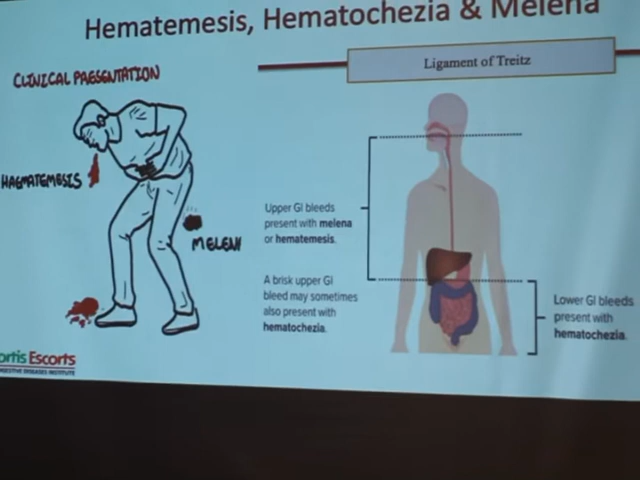 Hematemesis, Hematochezia & Melena
CLINICAL PRESENTATION
Ligament of Treitz
HAEMATEMESIS
MELEN
Upper GI bleeds
present with melena
or hematemesis.
A brisk upper GI
bleed may sometimes
also present with
hematochezia.
Lower GI bleeds
present with
hematochezia.
ortis Escorts
DIGESTIVE DISEASES INSTITUTE